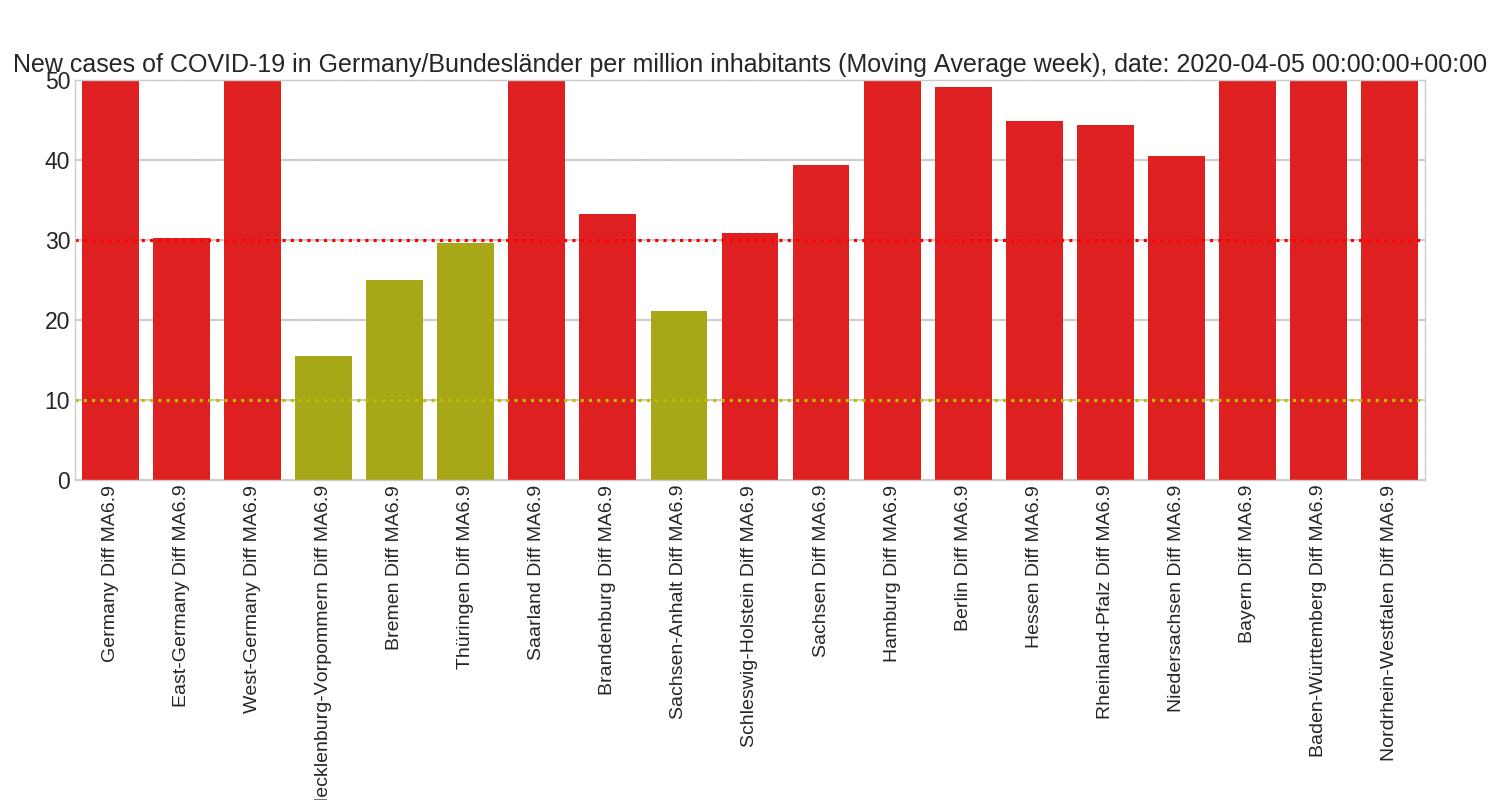 New cases of COVID-19 in Germany/Bundesländer per million inhabitants (Moving Average week), date: 2020-04-05 00:00:00+00:00
50
40
30
20
10
0
Germany Diff MA6.9
East-Germany Diff MA6.9
West-Germany Diff MA6.9
lecklenburg-Vorpommern Diff MA6.9
Bremen Diff MA6.9
Thüringen Diff MA6.9
Saarland Diff MA6.9
Brandenburg Diff MA6.9
Sachsen-Anhalt Diff MA6.9
Schleswig-Holstein Diff MA6.9
Sachsen Diff MA6.9
Hamburg Diff MA6.9
Berlin Diff MA6.9
Hessen Diff MA6.9
Rheinland-Pfalz Diff MA6.9
Niedersachsen Diff MA6.9
Bayern Diff MA6.9
Baden-Württemberg Diff MA6.9
Nordrhein-Westfalen Diff MA6.9